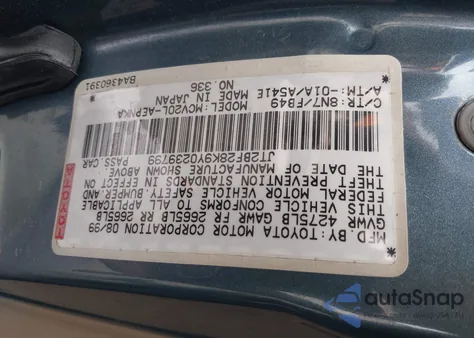 MFD. BY: TOYOTA MOTOR CORPORATION 08/99
GVWR 4275LB GAWR FR 2665LB RR 2665LB
THIS VEHICLE CONFORMS TO ALL APPLICABLE
FEDERAL MOTOR VEHICLE SAFETY, BUMPER, AND
THEFT PREVENTION STANDARDS IN EFFECT ON
THE DATE OF MANUFACTURE SHOWN ABOVE.
JT2BF28K9Y0239799 PASS. CAR
MODEL: MCV20L-AEPNKA
C/TR: 8N7/FB49 MADE IN JAPAN
A/TM: -01A/A541E NO. 336
BA4360391
TOYOTA
autoSnap